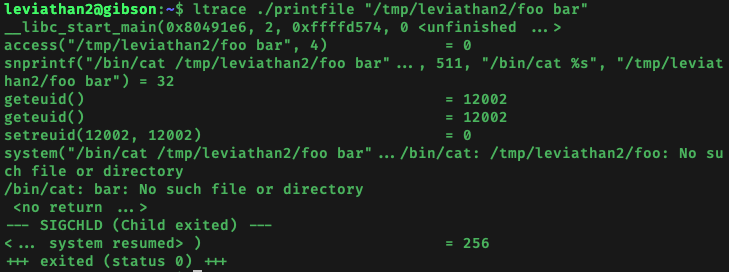 leviathan2@gibson:~$ ltrace ./printfile "/tmp/leviathan2/foo bar"
__libc_start_main(0x80491e6, 2, 0xffffd574, 0 <unfinished ...>
access("/tmp/leviathan2/foo bar", 4) = 0
snprintf("/bin/cat /tmp/leviathan2/foo bar"..., 511, "/bin/cat %s", "/tmp/leviat
han2/foo bar") = 32
geteuid() = 12002
geteuid() = 12002
setreuid(12002, 12002) = 0
system("/bin/cat /tmp/leviathan2/foo bar".../bin/cat: /tmp/leviathan2/foo: No su
ch file or directory
/bin/cat: bar: No such file or directory
 <no return ...>
--- SIGCHLD (Child exited) ---
<... system resumed> ) = 256
+++ exited (status 0) +++